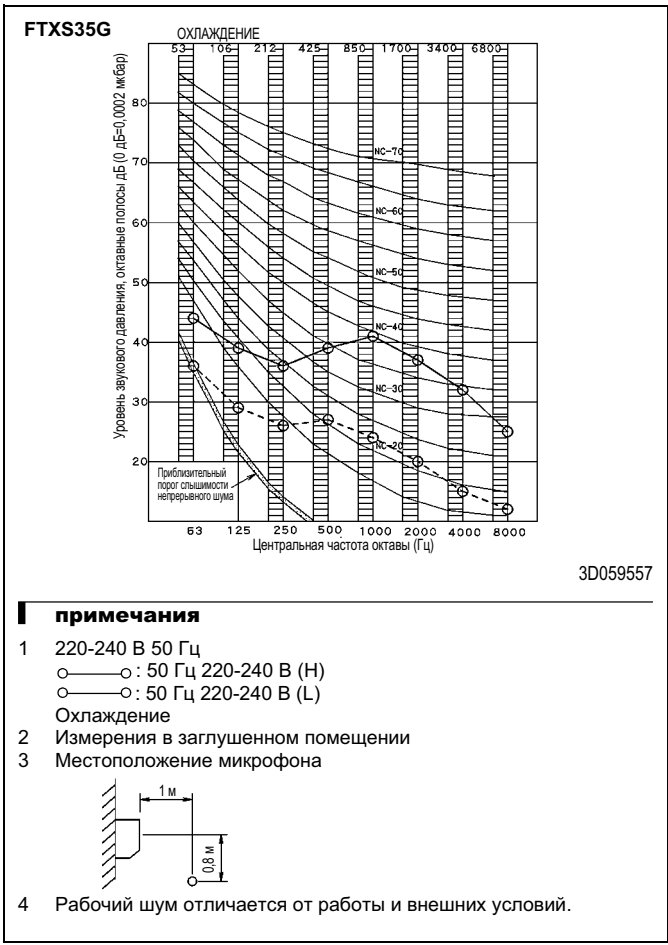 FTXS35G
ОХЛАЖДЕНИЕ
53 106 212 425 850 1700 3400 6800
Уровень звукового давления, октавные полосы дБ (0 дБ=0,0002 мкбар)
80
70
60
50
40
30
20
NC-70
NC-60
NC-50
NC-40
NC-30
NC-20
Приблизительный
порог слышимости
непрерывного шума
63 125 250 500 1000 2000 4000 8000
Центральная частота октавы (Гц)
3D059557
примечания
1 220-240 В 50 Гц
: 50 Гц 220-240 В (H)
: 50 Гц 220-240 В (L)
Охлаждение
2 Измерения в заглушенном помещении
3 Местоположение микрофона
1 м
0,8 м
4 Рабочий шум отличается от работы и внешних условий.